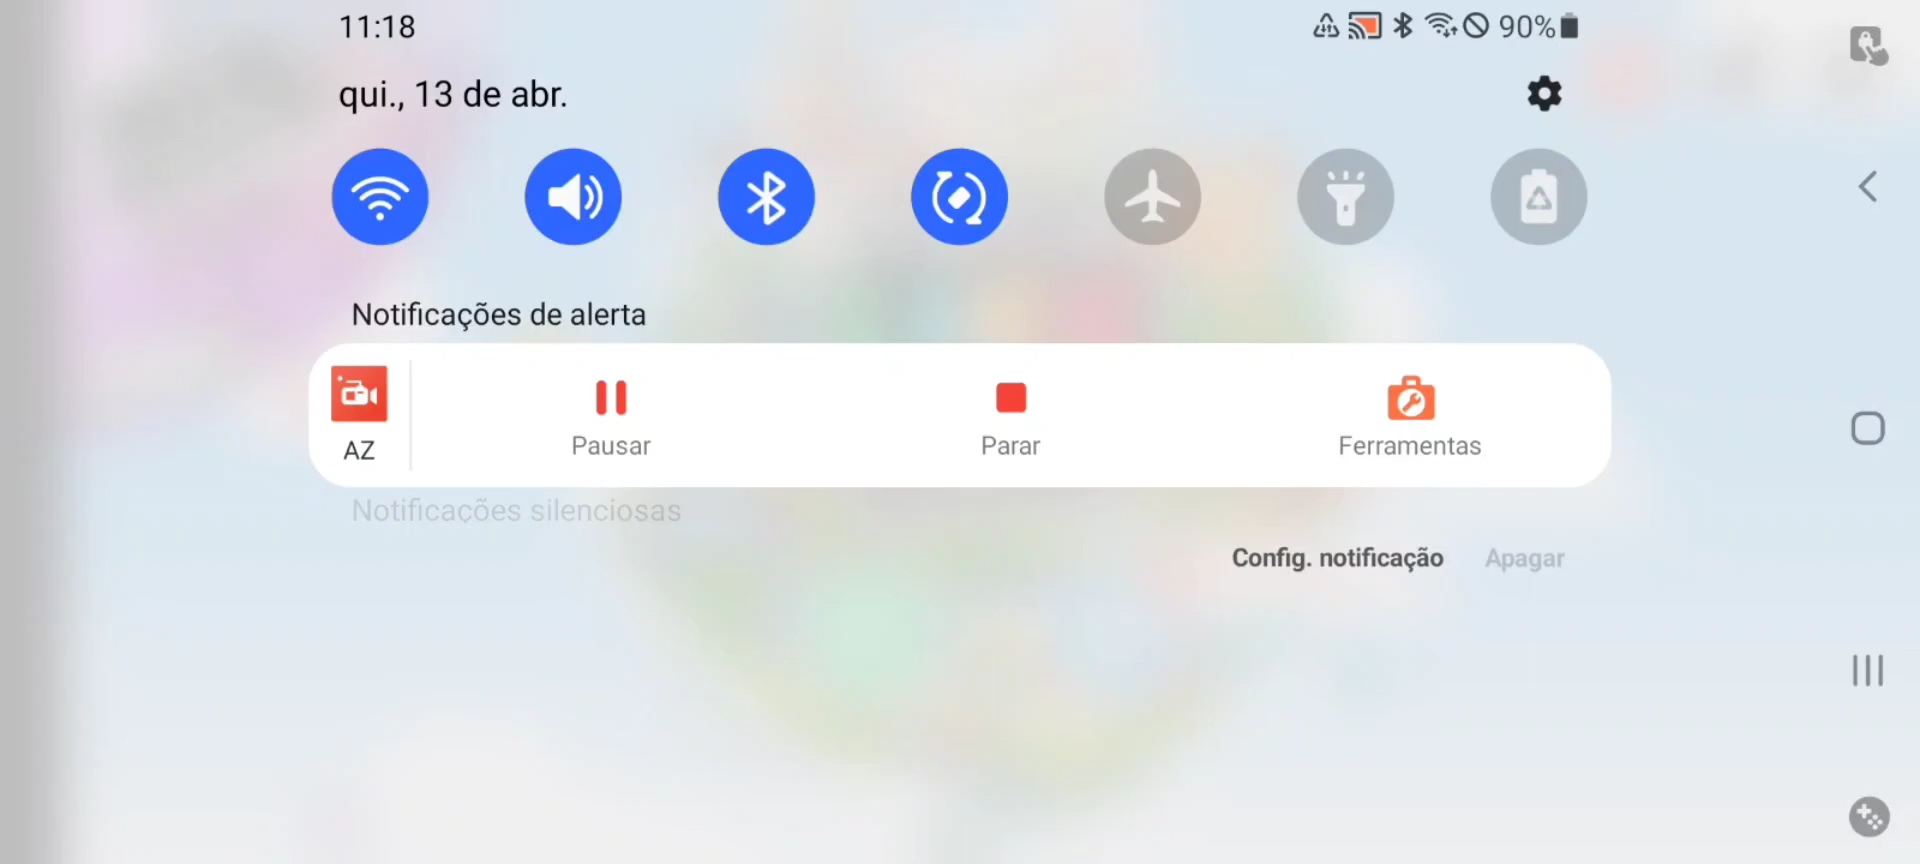 11:18
90%
qui., 13 de abr.
Notificações de alerta
AZ
Pausar
Parar
Ferramentas
Notificações silenciosas
Config. notificação
Apagar